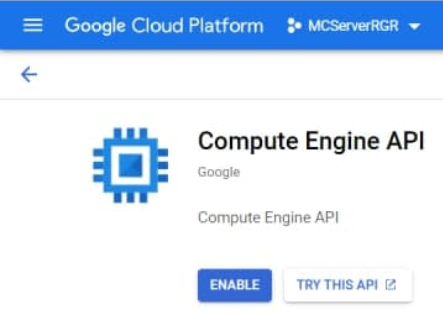 Google Cloud Platform MCServerRGR
Compute Engine API
Google
Compute Engine API
ENABLE TRY THIS API